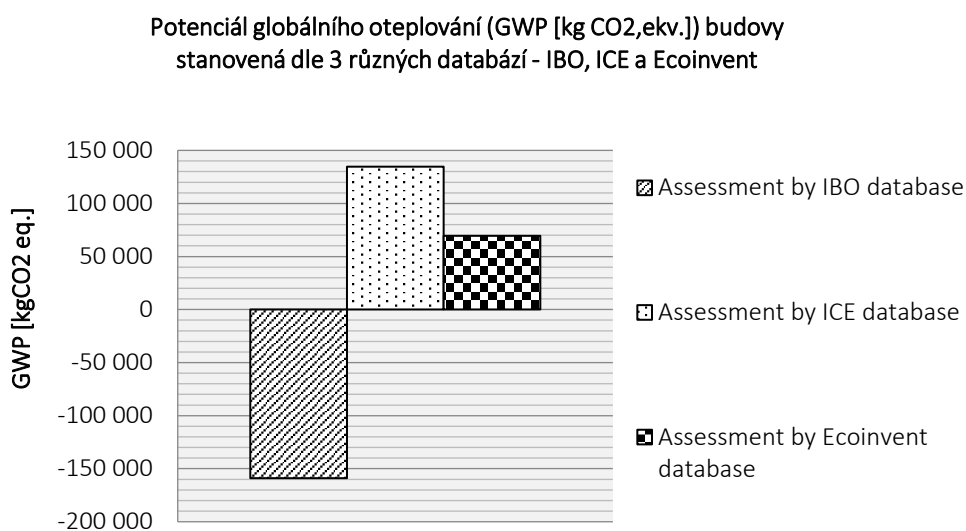 Potenciál globálního oteplování (GWP [kg CO2,ekv.]) budovy
stanovená dle 3 různých databází - IBO, ICE a Ecoinvent
GWP [kgCO2 eq.]
150 000
100 000
50 000
0
-50 000
-100 000
-150 000
-200 000
Assessment by IBO database
Assessment by ICE database
Assessment by Ecoinvent
database